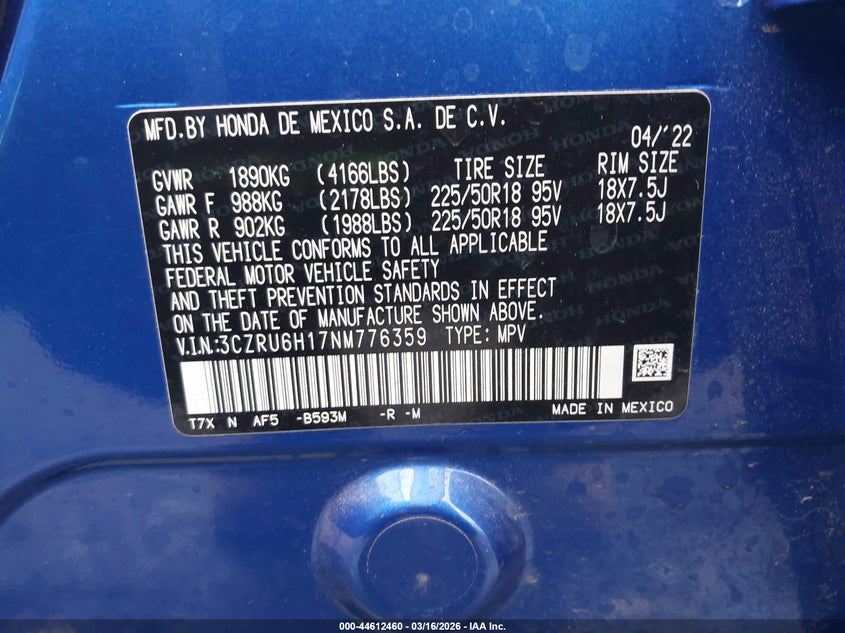 MFD.BY HONDA DE MEXICO S.A. DE C.V.
04/'22
GVWR 1890KG (4166LBS) TIRE SIZE RIM SIZE
GAWR F 988KG (2178LBS) 225/50R18 95V 18X7.5J
GAWR R 902KG (1988LBS) 225/50R18 95V 18X7.5J
THIS VEHICLE CONFORMS TO ALL APPLICABLE
FEDERAL MOTOR VEHICLE SAFETY
AND THEFT PREVENTION STANDARDS IN EFFECT
ON THE DATE OF MANUFACTURE SHOWN ABOVE.
V.I.N.:3CZRU6H17NM776359 TYPE: MPV
T7X N AF5 -B593M -R -M MADE IN MEXICO
000-44612460 - 03/16/2026 - IAA Inc.